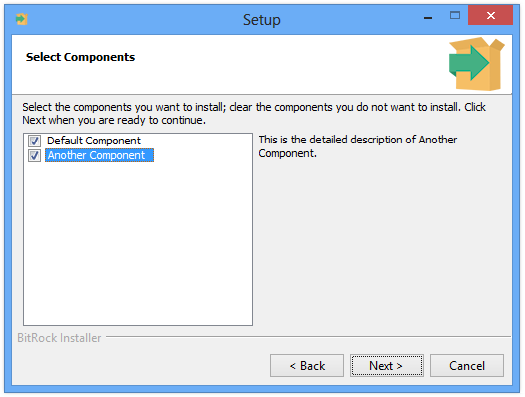 Setup
Select Components
Select the components you want to install; clear the components you do not want to install. Click
Next when you are ready to continue.
Default Component
Another Component
This is the detailed description of Another
Component.
BitRock Installer
< Back
Next >
Cancel